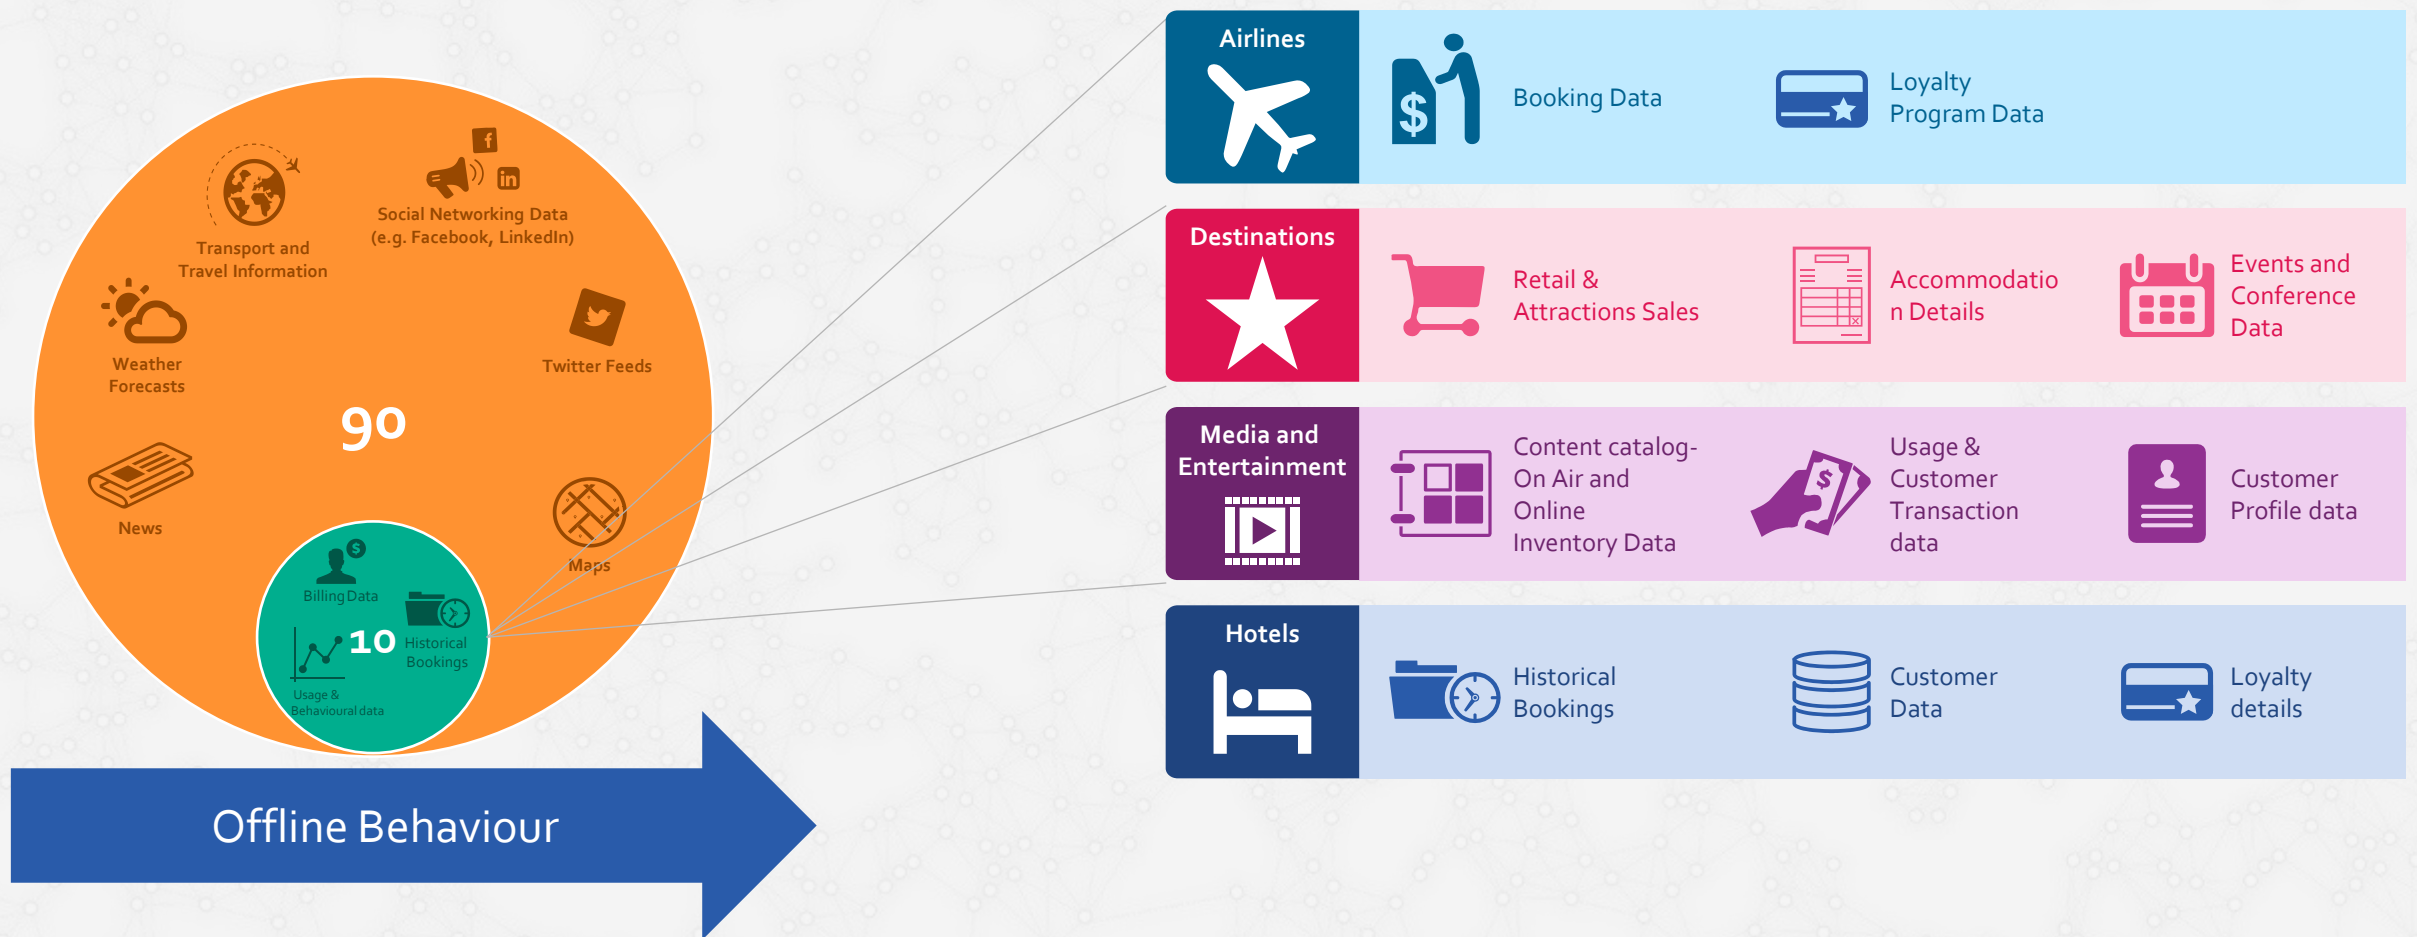 Transport and
Travel Information
f
in
Social Networking Data
(e.g. Facebook, LinkedIn)
Weather
Forecasts
Twitter Feeds
90
News
Maps
$
Billing Data
10
Historical
Bookings
Usage &
Behavioural data
Offline Behaviour
Airlines
$
Booking Data
Loyalty
Program Data
Destinations
Retail &
Attractions Sales
Accommodatio
n Details
Events and
Conference
Data
Media and
Entertainment
Content catalog-
On Air and
Online
Inventory Data
$
Usage &
Customer
Transaction
data
Customer
Profile data
Hotels
Historical
Bookings
Customer
Data
Loyalty
details